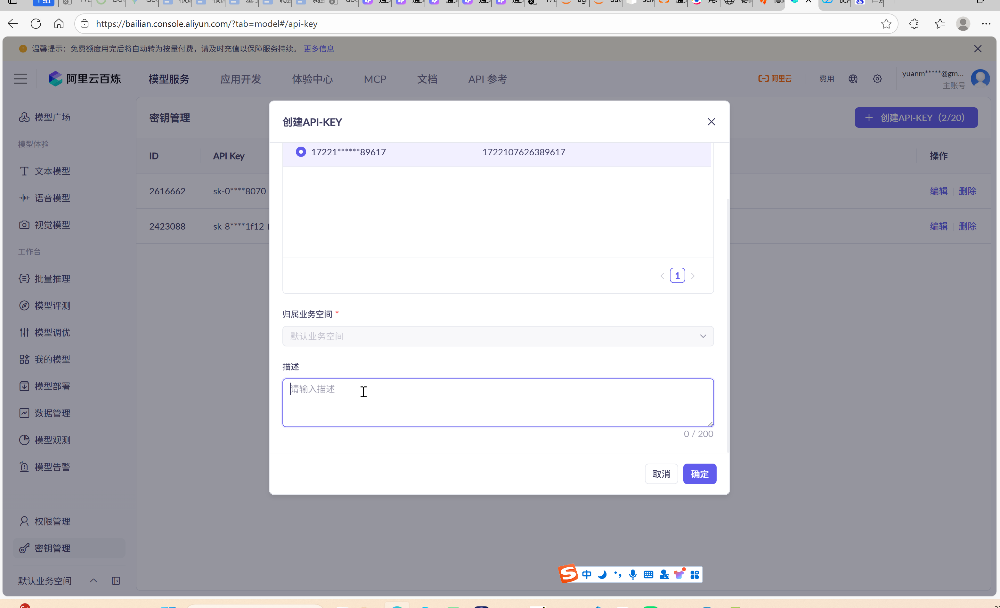 https://bailian.console.aliyun.com/?tab=model#/api-key
温馨提示：免费额度用完后将自动转为按量付费，请及时充值以保障服务持续。 更多信息
阿里云百炼 模型服务 应用开发 体验中心 MCP 文档 API 参考 阿里云 费用 yuanm*****@gm...
主账号
模型广场
模型体验
文本模型
语音模型
视觉模型
工作台
批量推理
模型评测
模型调优
我的模型
模型部署
数据管理
模型观测
模型告警
权限管理
密钥管理
默认业务空间
密钥管理
创建API-KEY（2/20）
ID API Key 操作
2616662 sk-0****8070 编辑 删除
2423088 sk-8****1f12 编辑 删除
创建API-KEY
17221******89617 1722107626389617
1
归属业务空间 *
默认业务空间
描述
请输入描述
0 / 200
取消 确定
中